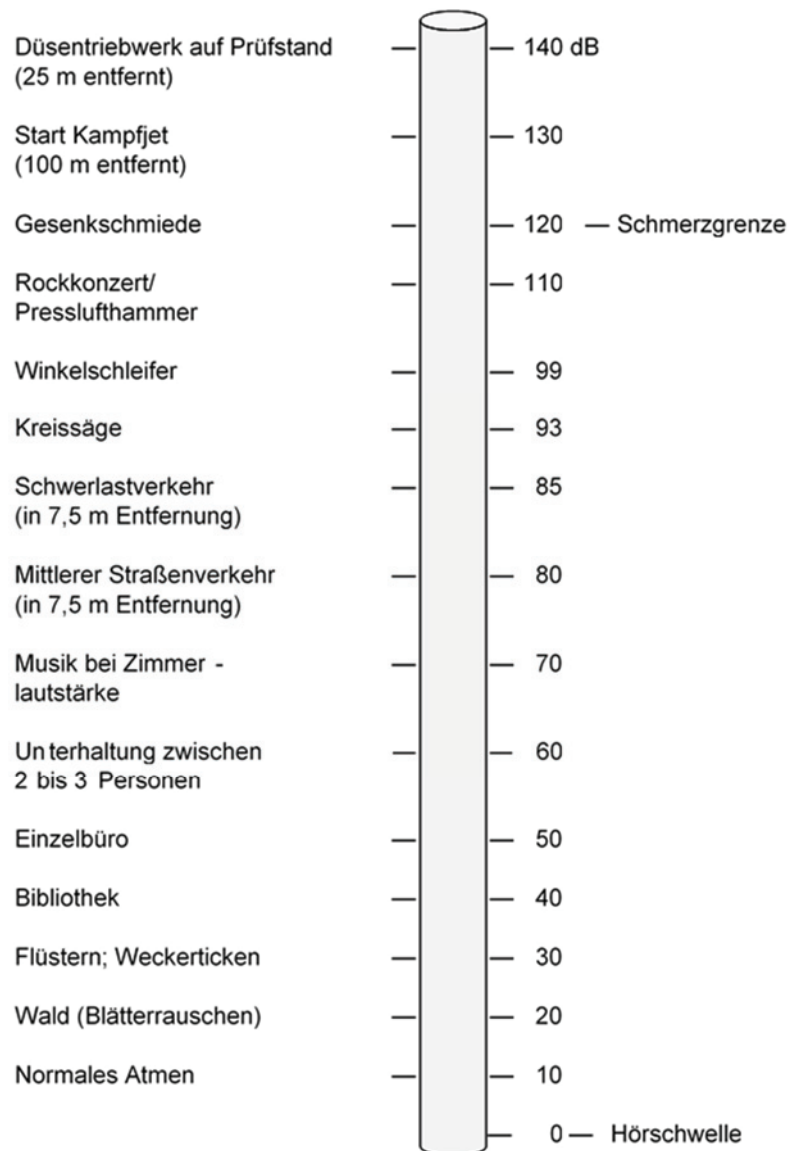 Düsentriebwerk auf Prüfstand 140 dB
(25 m entfernt)
Start Kampfjet 130
(100 m entfernt)
Gesenkschmiede 120 — Schmerzgrenze
Rockkonzert/ 110
Presslufthammer
Winkelschleifer 99
Kreissäge 93
Schwerlastverkehr 85
(in 7,5 m Entfernung)
Mittlerer Straßenverkehr 80
(in 7,5 m Entfernung)
Musik bei Zimmer - 70
lautstärke
Unterhaltung zwischen 60
2 bis 3 Personen
Einzelbüro 50
Bibliothek 40
Flüstern; Weckerticken 30
Wald (Blätterrauschen) 20
Normales Atmen 10
0 — Hörschwelle